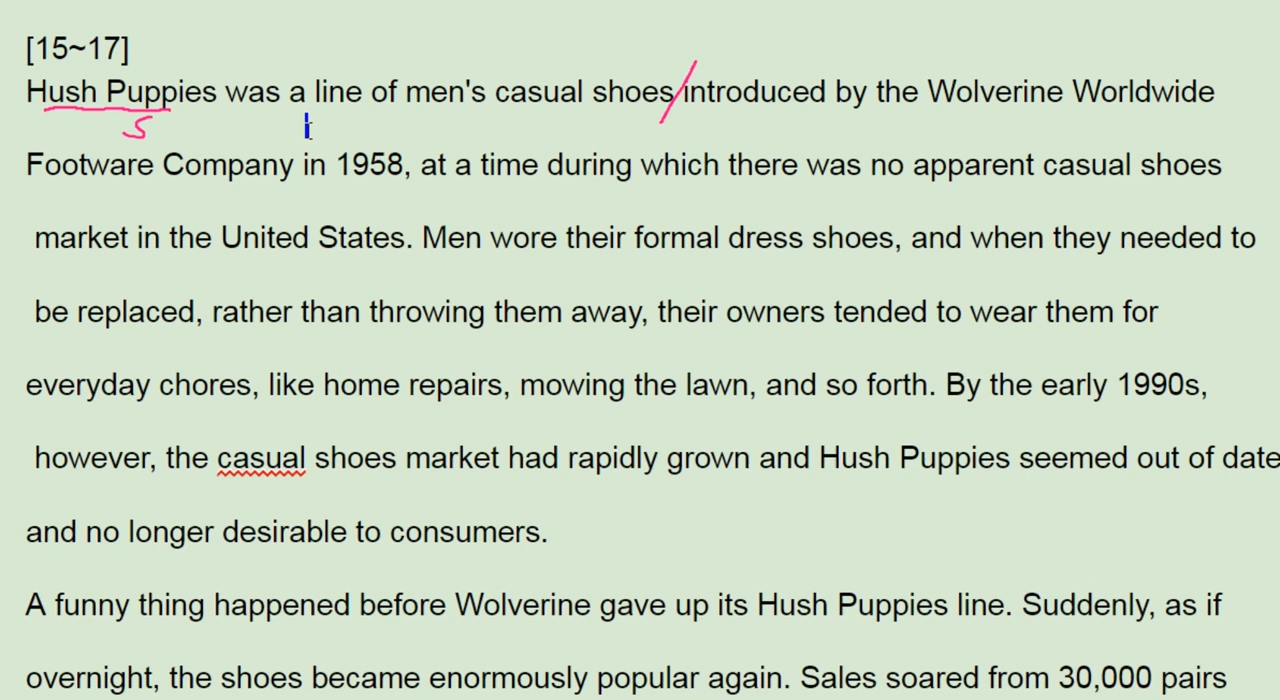 [15~17]
Hush Puppies was a line of men's casual shoes introduced by the Wolverine Worldwide
S
Footware Company in 1958, at a time during which there was no apparent casual shoes
market in the United States. Men wore their formal dress shoes, and when they needed to
be replaced, rather than throwing them away, their owners tended to wear them for
everyday chores, like home repairs, mowing the lawn, and so forth. By the early 1990s,
however, the casual shoes market had rapidly grown and Hush Puppies seemed out of date
and no longer desirable to consumers.
A funny thing happened before Wolverine gave up its Hush Puppies line. Suddenly, as if
overnight, the shoes became enormously popular again. Sales soared from 30,000 pairs